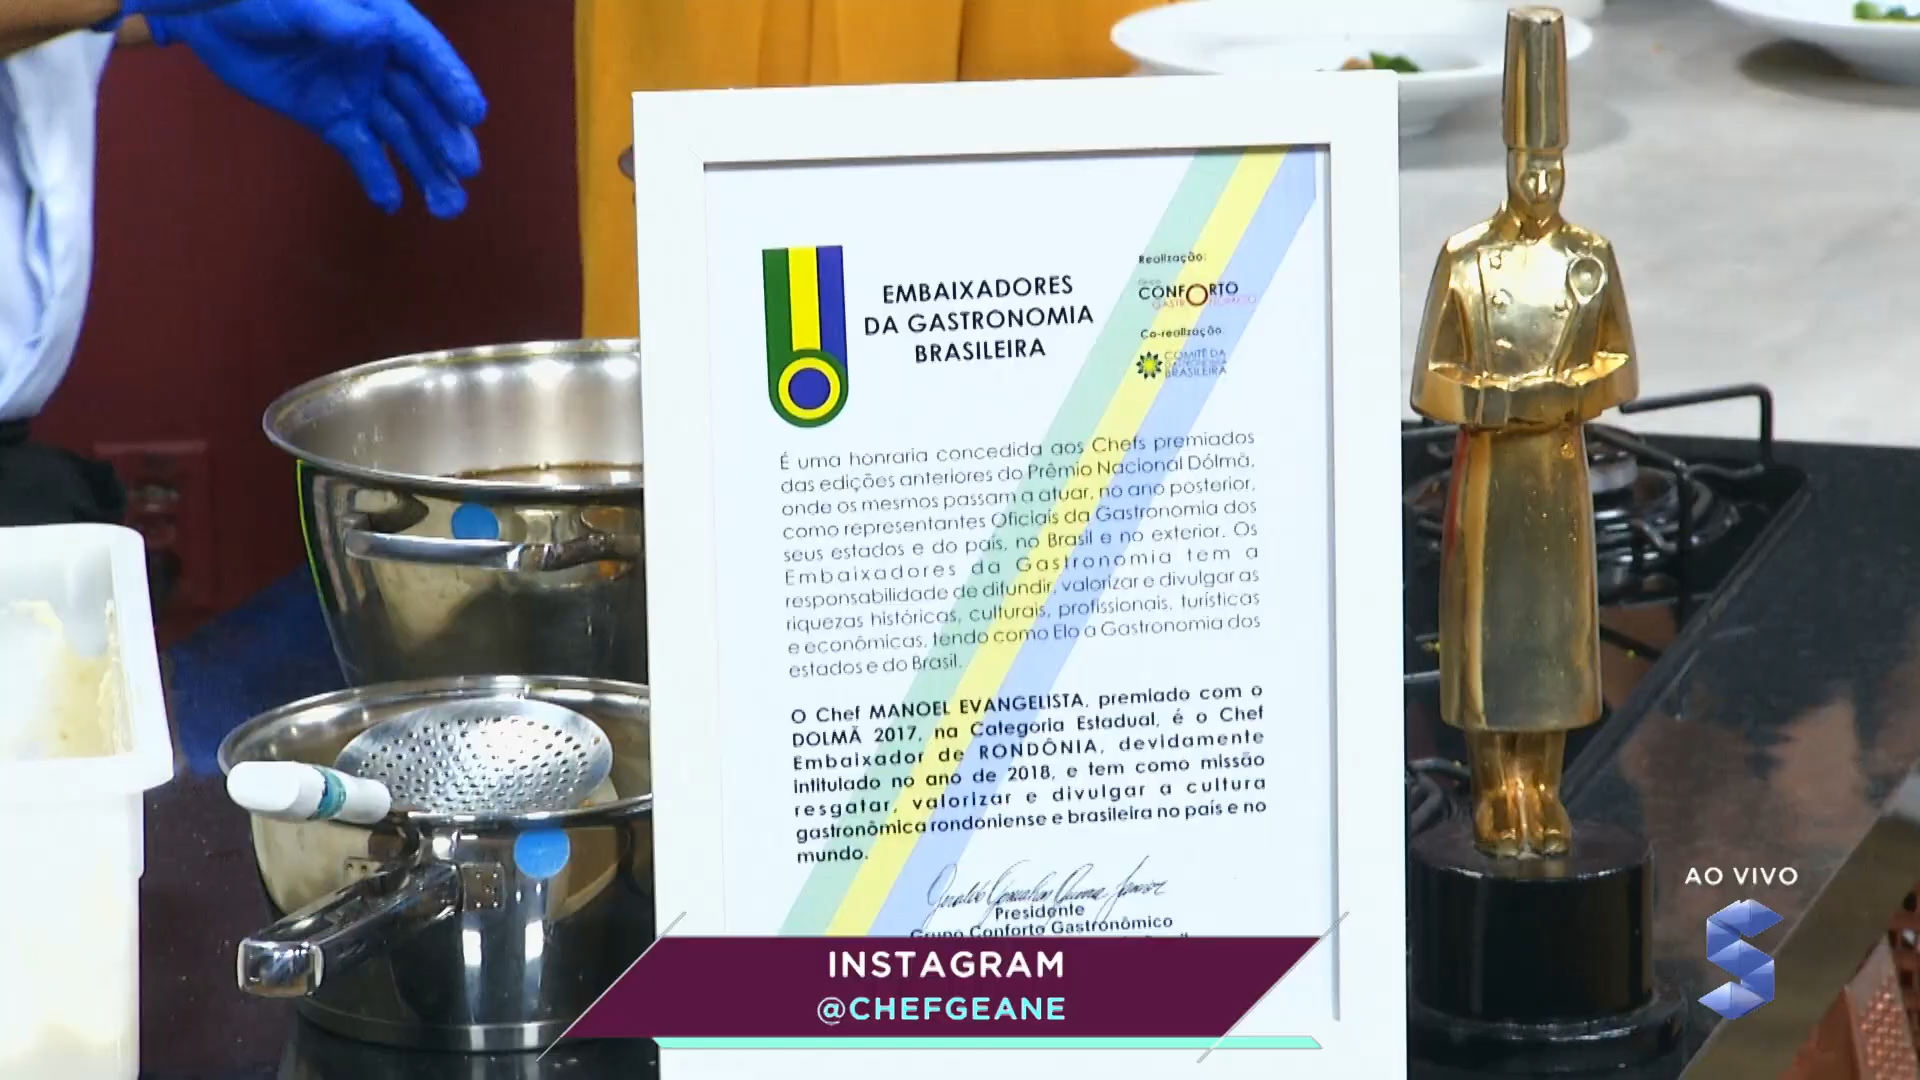 EMBAIXADORES
DA GASTRONOMIA
BRASILEIRA
Realização:
CONFORTO
Co-realização
COMITÊ DA
GASTRONOMIA
BRASILEIRA
É uma honraria concedida aos Chefs premiados
das edições anteriores do Prêmio Nacional Dólmã,
onde os mesmos passam a atuar, no ano posterior,
como representantes Oficiais da Gastronomia dos
seus estados e do país, no Brasil e no exterior. Os
Embaixadores da Gastronomia tem a
responsabilidade de difundir, valorizar e divulgar as
riquezas históricas, culturais, profissionais, turísticas
e econômicas, tendo como Elo a Gastronomia dos
estados e do Brasil.
O Chef MANOEL EVANGELISTA, premiado com o
DOLMÃ 2017, na Categoria Estadual, é o Chef
Embaixador de RONDÔNIA, devidamente
intitulado no ano de 2018, e tem como missão
resgatar, valorizar e divulgar a cultura
gastronômica rondoniense e brasileira no país e no
mundo.
Presidente
Grupo Conforto Gastronômico
INSTAGRAM
@CHEFGEANE
AO VIVO
S